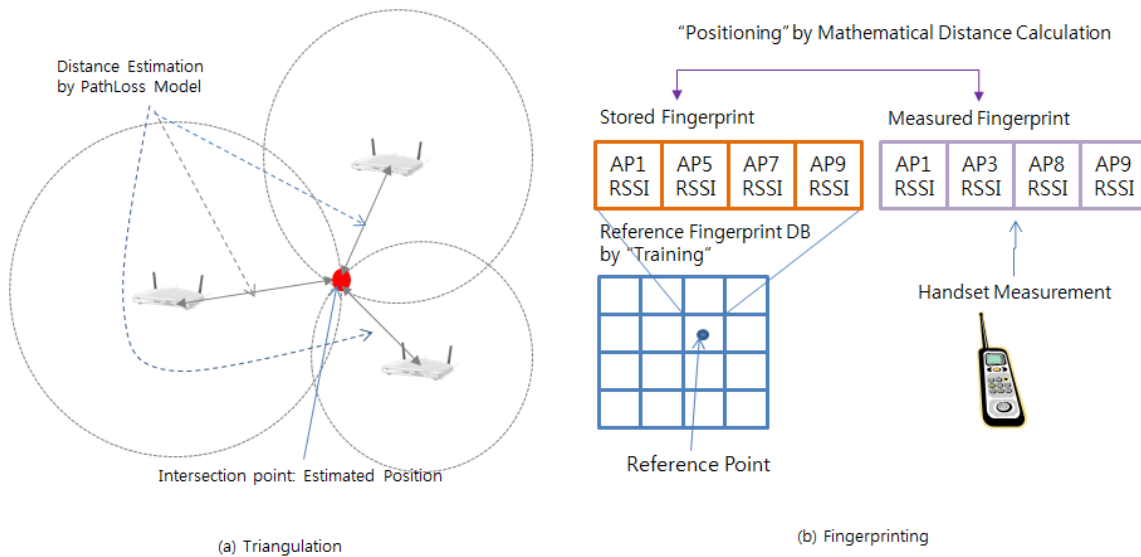 Distance Estimation
by PathLoss Model
Intersection point: Estimated Position
(a) Triangulation
“Positioning” by Mathematical Distance Calculation
Stored Fingerprint
Measured Fingerprint
AP1 AP5 AP7 AP9
RSSI RSSI RSSI RSSI
AP1 AP3 AP8 AP9
RSSI RSSI RSSI RSSI
Reference Fingerprint DB
by “Training”
Handset Measurement
Reference Point
(b) Fingerprinting